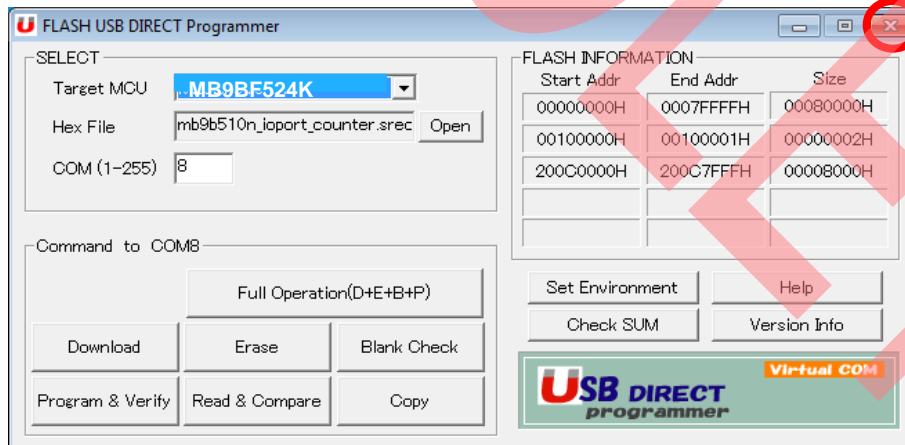 FLASH USB DIRECT Programmer
SELECT
Target MCU MB9BF524K
Hex File mb9b510n_ioport_counter.srec Open
COM (1-255) 8
Command to COM8
Full Operation(D+E+B+P)
Download Erase Blank Check
Program & Verify Read & Compare Copy
FLASH INFORMATION
Start Addr End Addr Size
00000000H 0007FFFFH 00080000H
00100000H 00100001H 00000002H
200C0000H 200C7FFFH 00008000H
Set Environment Help
Check SUM Version Info
Virtual COM
USB DIRECT
programmer